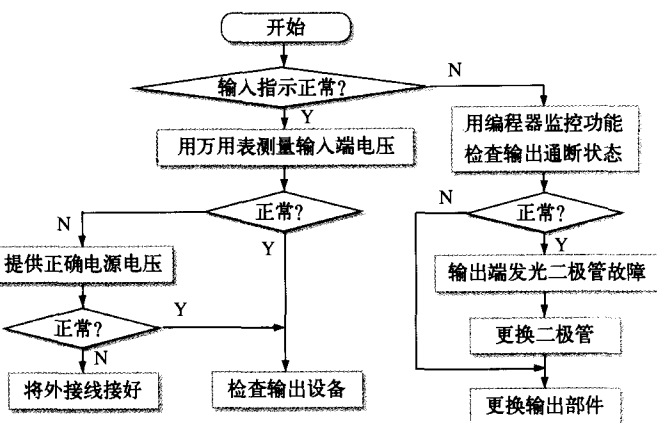 开始
输入指示正常?
N
Y
用万用表测量输入端电压
用编程器监控功能
检查输出通断状态
正常?
N
Y
提供正确电源电压
正常?
Y
N
将外接线接好
检查输出设备
正常?
N
Y
输出端发光二极管故障
更换二极管
更换输出部件